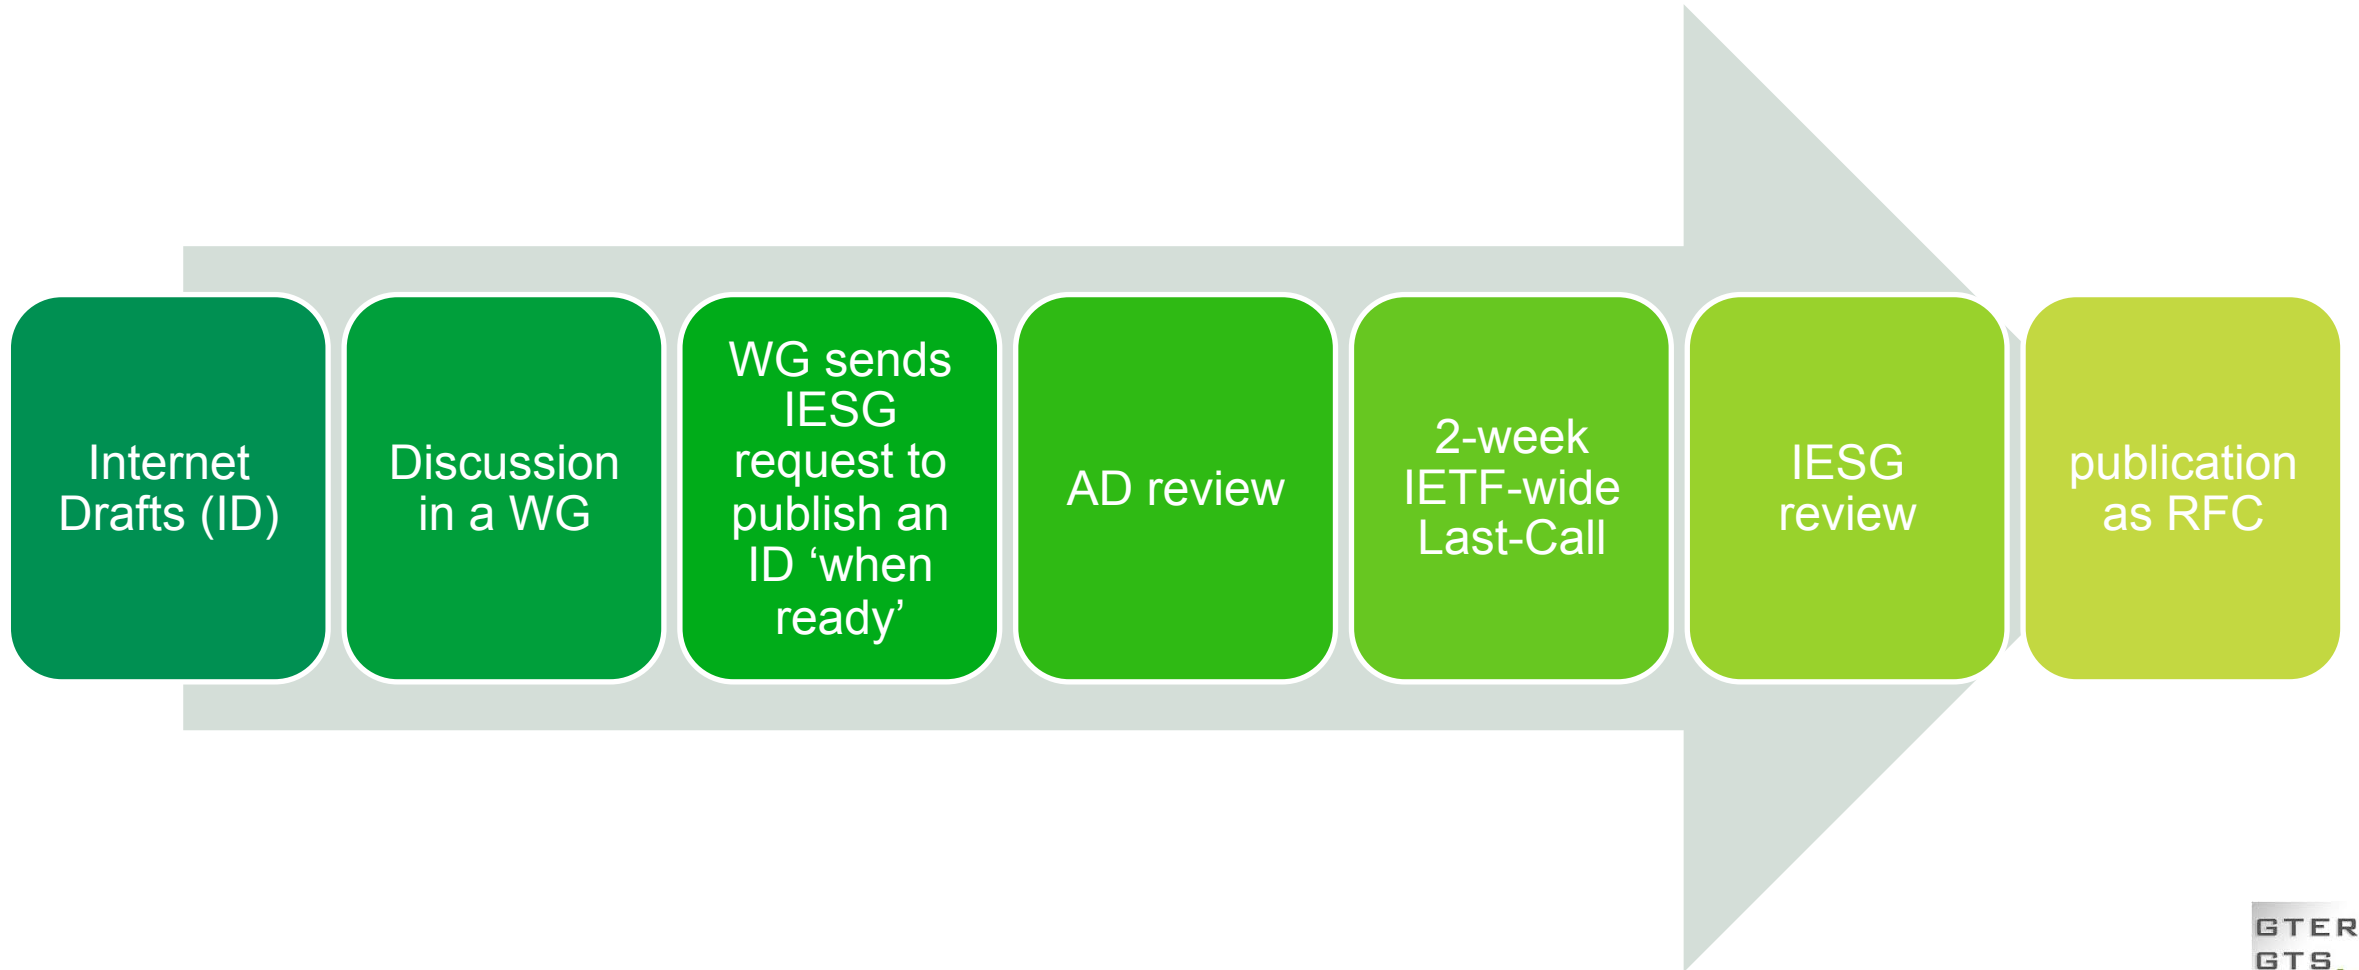 Internet
Drafts (ID)
Discussion
in a WG
WG sends
IESG
request to
publish an
ID ‘when
ready’
AD review
2-week
IETF-wide
Last-Call
IESG
review
publication
as RFC
GTER
GTS